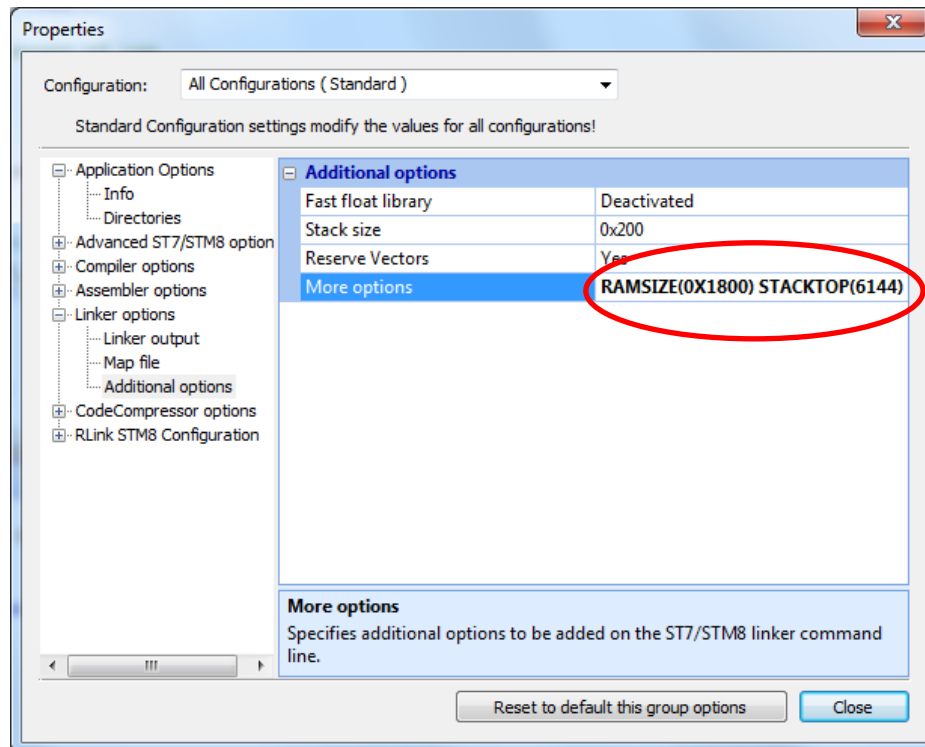 Properties
Configuration: All Configurations ( Standard )
Standard Configuration settings modify the values for all configurations!
Application Options
Info
Directories
Advanced ST7/STM8 option
Compiler options
Assembler options
Linker options
Linker output
Map file
Additional options
CodeCompressor options
RLink STM8 Configuration
Additional options
Fast float library Deactivated
Stack size 0x200
Reserve Vectors Yes
More options RAMSIZE(0X1800) STACKTOP(6144)
More options
Specifies additional options to be added on the ST7/STM8 linker command
line.
Reset to default this group options Close